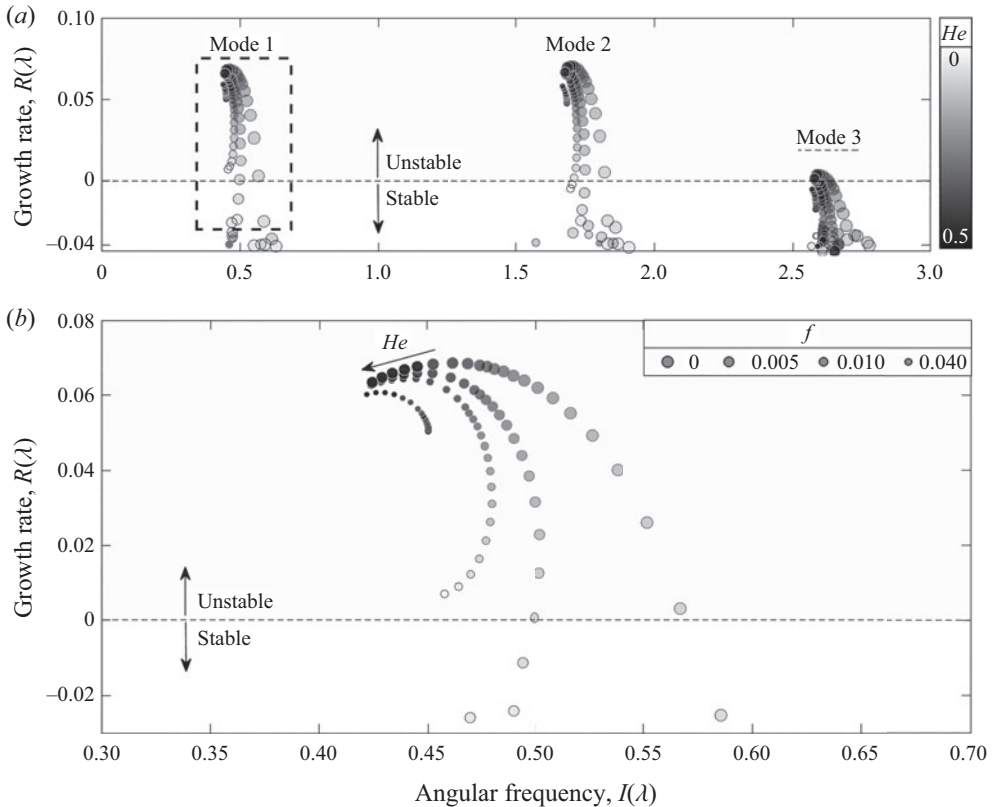 (a)
0.10
0.05
0
–0.04
Growth rate, R(λ)
Mode 1
Mode 2
Mode 3
Unstable
Stable
He
0
0.5
0 0.5 1.0 1.5 2.0 2.5 3.0
(b)
0.08
0.06
0.04
0.02
0
–0.02
Growth rate, R(λ)
He
f
0 0.005 0.010 0.040
Unstable
Stable
0.30 0.35 0.40 0.45 0.50 0.55 0.60 0.65 0.70
Angular frequency, I(λ)